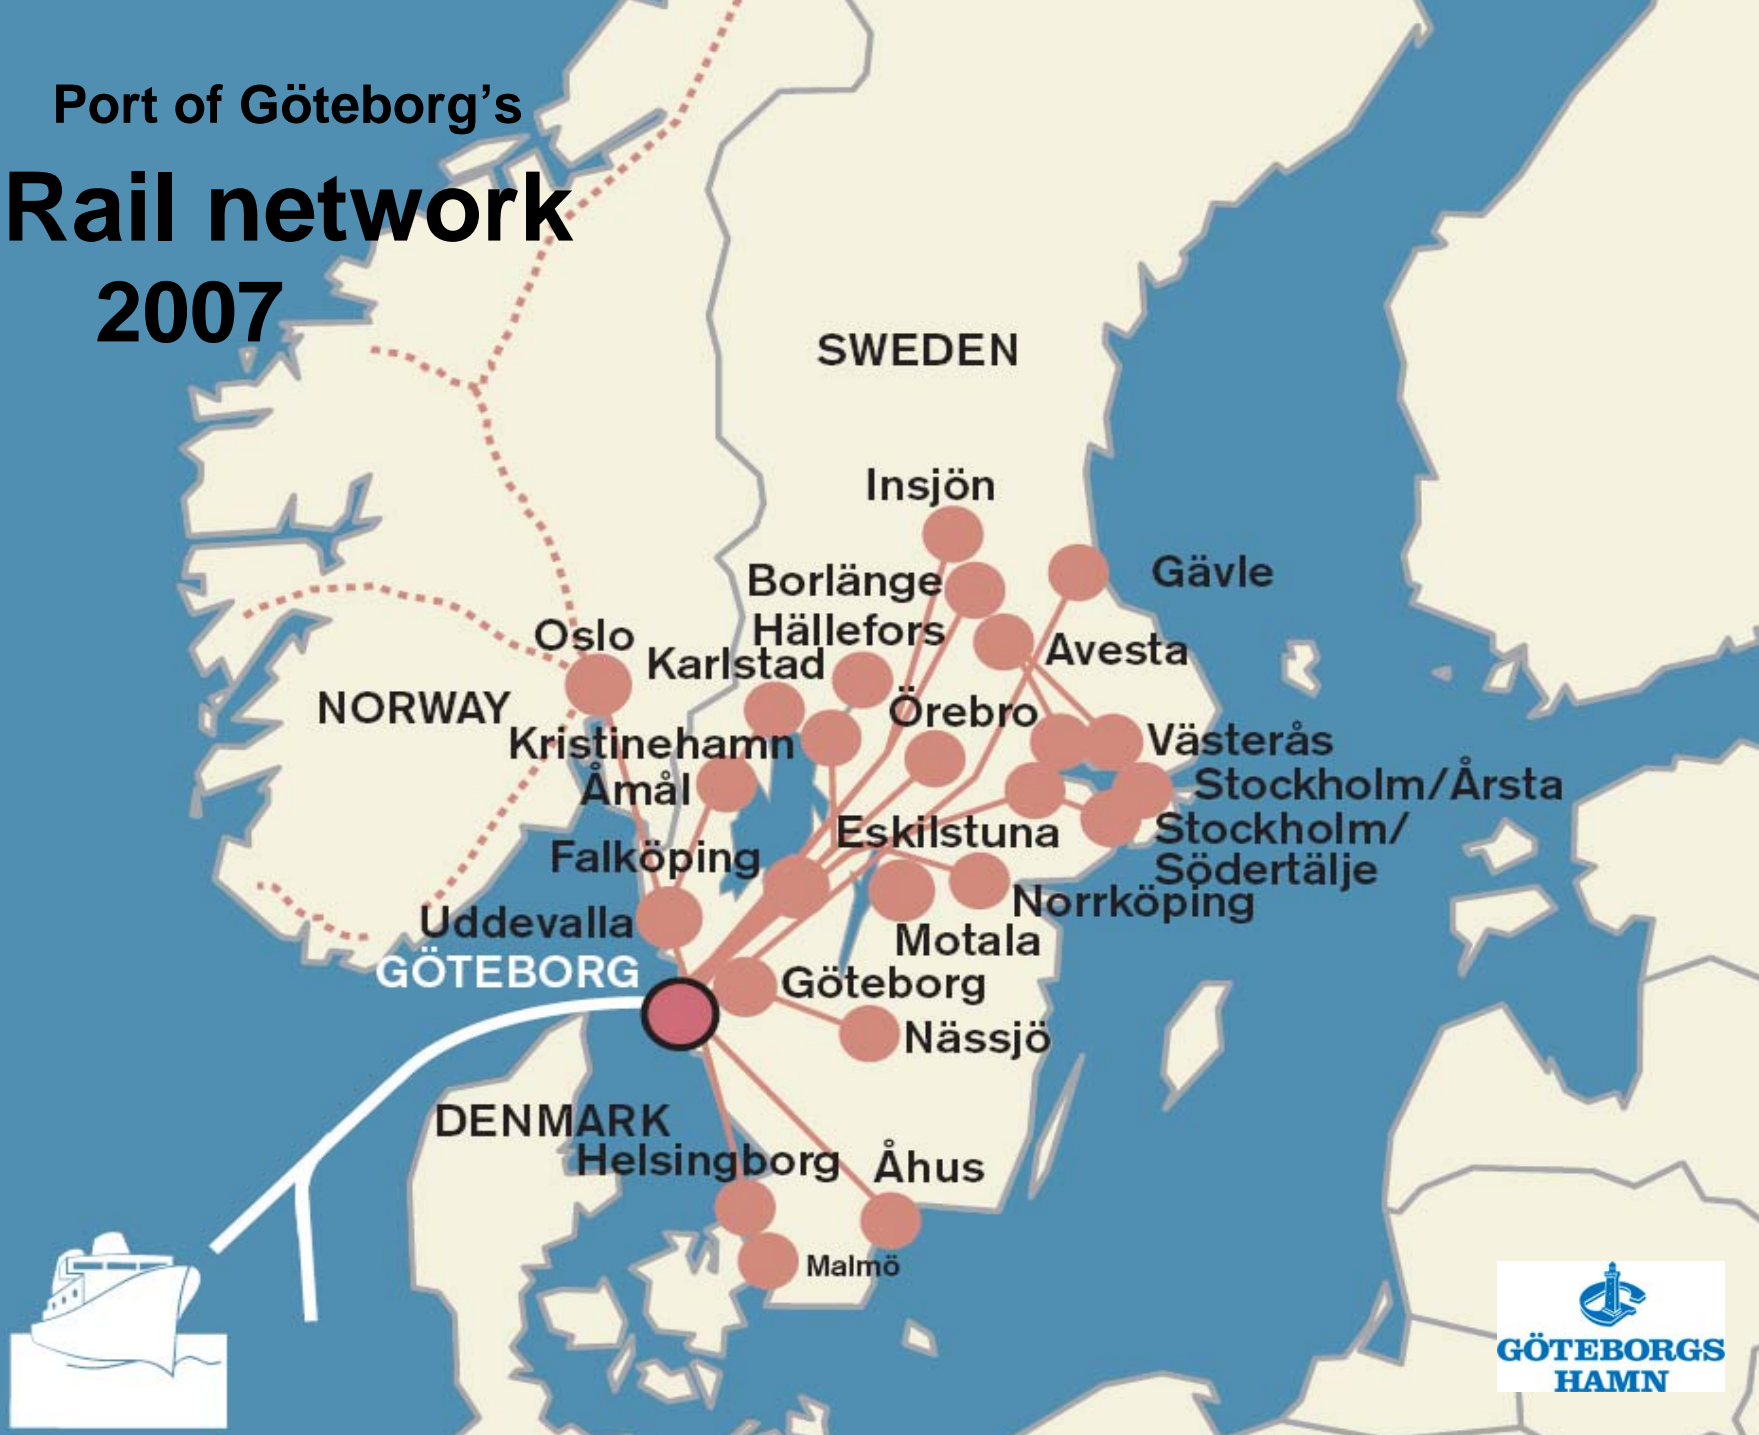 Port of Göteborg's
Rail network
2007
SWEDEN
Insjön
Gävle
Borlänge
Hällefors
Oslo
Karlstad
Avesta
NORWAY
Örebro
Kristinehamn
Västerås
Åmål
Stockholm/Årsta
Eskilstuna
Stockholm/
Södertälje
Falköping
Norrköping
Uddevalla
Motala
GÖTEBORG
Göteborg
Nässjö
DENMARK
Helsingborg
Åhus
Malmö
GÖTEBORGS
HAMN